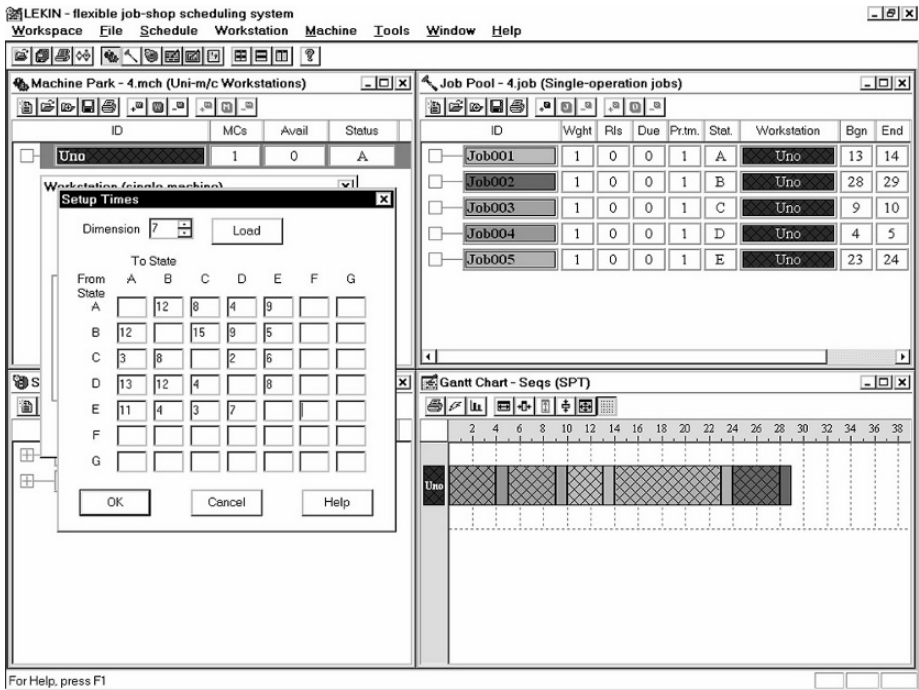 LEKIN - flexible job-shop scheduling system
Workspace File Schedule Workstation Machine Tools Window Help
Machine Park - 4.mch (Uni-m/c Workstations)
ID MCs Avail Status
Uno 1 0 A
Workstation (single machine)
Setup Times
Dimension 7 Load
To State
From State A B C D E F G
A 12 8 4 9
B 12 15 9 5
C 3 8 2 6
D 13 12 4 8
E 11 4 3 7
F
G
OK Cancel Help
Job Pool - 4.job (Single-operation jobs)
ID Wght Rls Due Pr.tm. Stat. Workstation Bgn End
Job001 1 0 0 1 A Uno 13 14
Job002 1 0 0 1 B Uno 28 29
Job003 1 0 0 1 C Uno 9 10
Job004 1 0 0 1 D Uno 4 5
Job005 1 0 0 1 E Uno 23 24
S
Gantt Chart - Seqs (SPT)
2 4 6 8 10 12 14 16 18 20 22 24 26 28 30 32 34 36 38
Uno
For Help, press F1